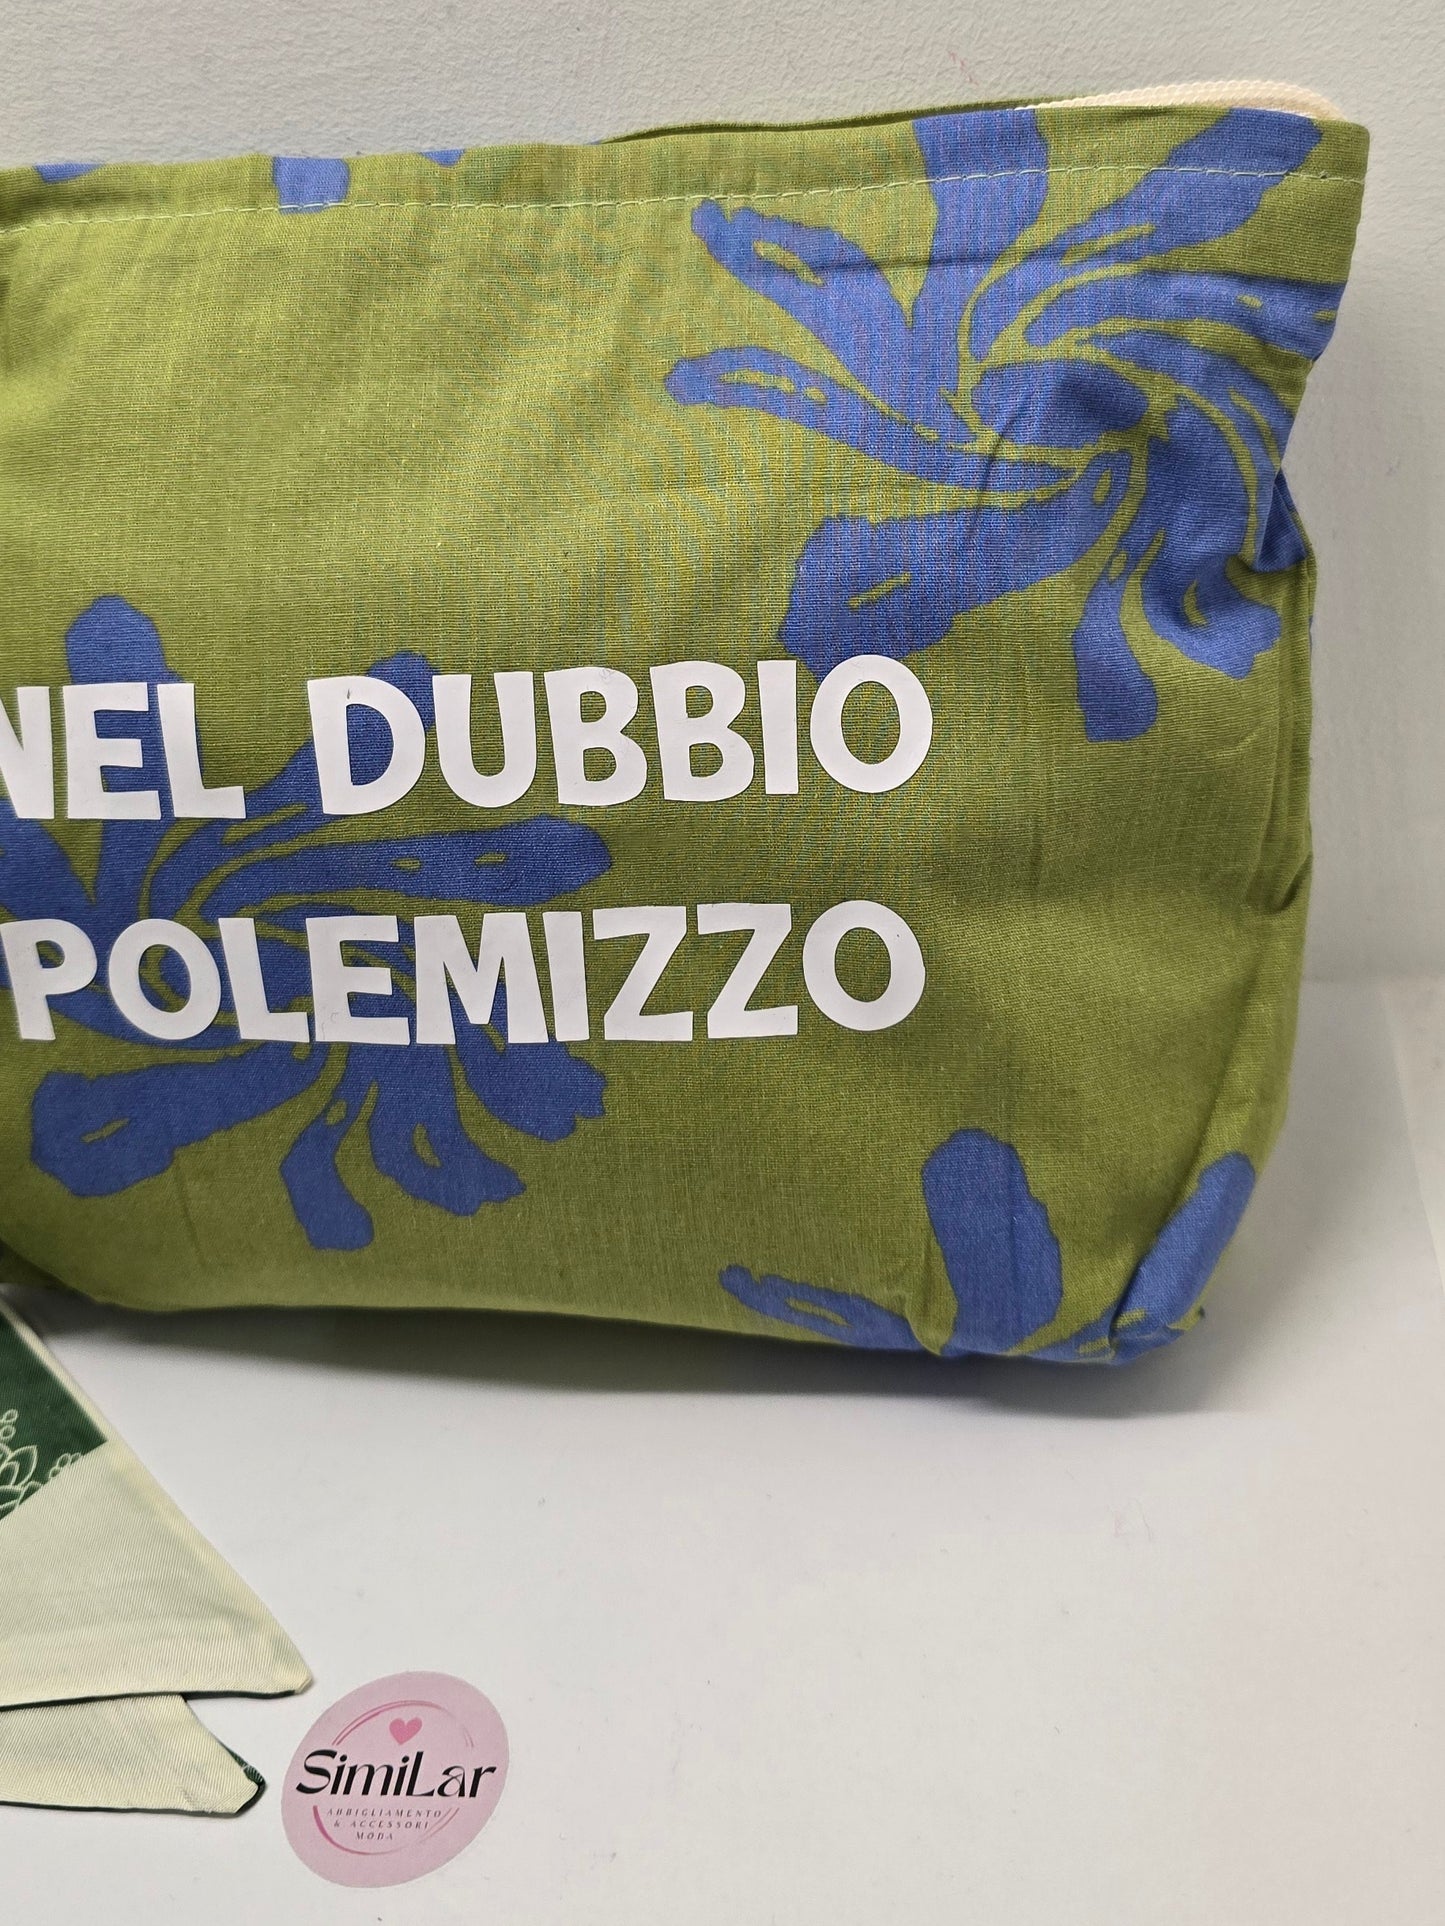 NEL DUBBIO
POLEMIZZO
SimiLar
ABBIGLIAMENTO
& ACCESSORI
MODA